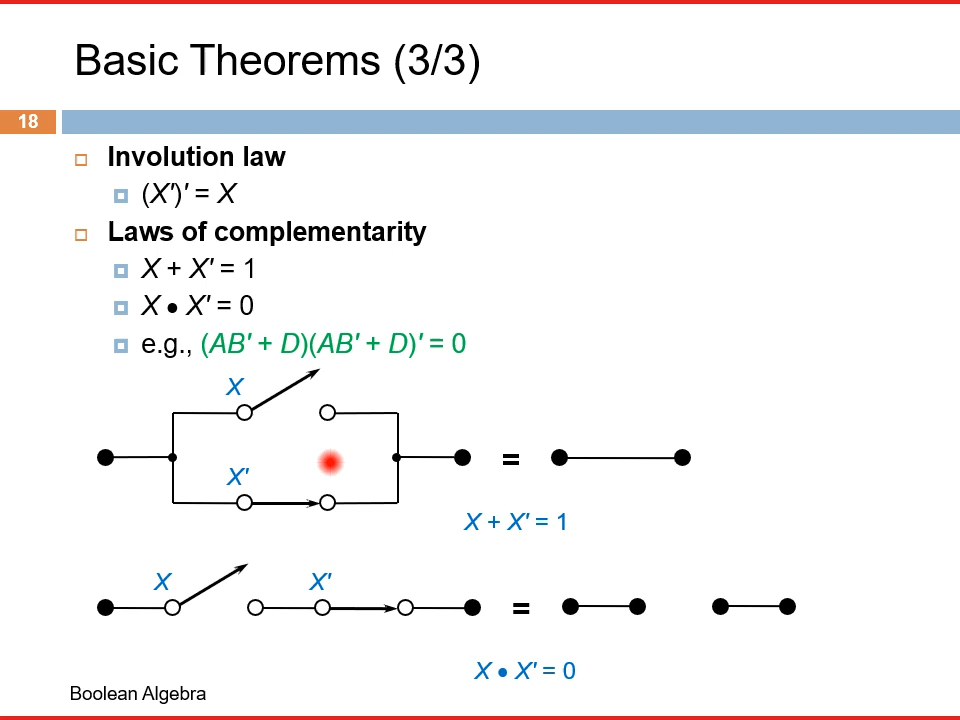 Basic Theorems (3/3)
18
Involution law
(X′)′ = X
Laws of complementarity
X + X′ = 1
X • X′ = 0
e.g., (AB′ + D)(AB′ + D)′ = 0
X
X′
=
X + X′ = 1
X X′
=
X • X′ = 0
Boolean Algebra